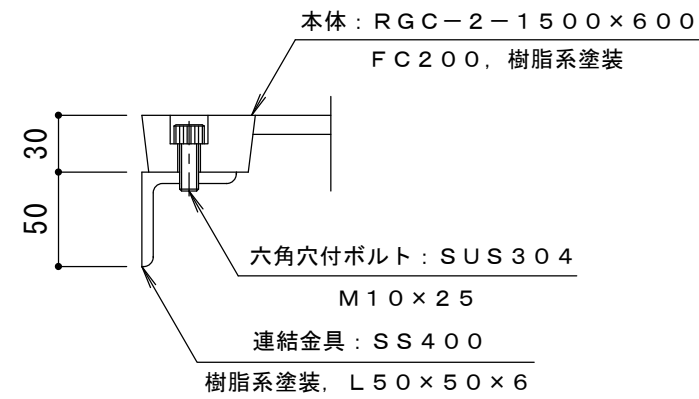 本体：ＲＧＣ－２－１５００×６００
ＦＣ２００，樹脂系塗装
30
50
六角穴付ボルト：ＳＵＳ３０４
Ｍ１０×２５
連結金具：ＳＳ４００
樹脂系塗装，Ｌ５０×５０×６